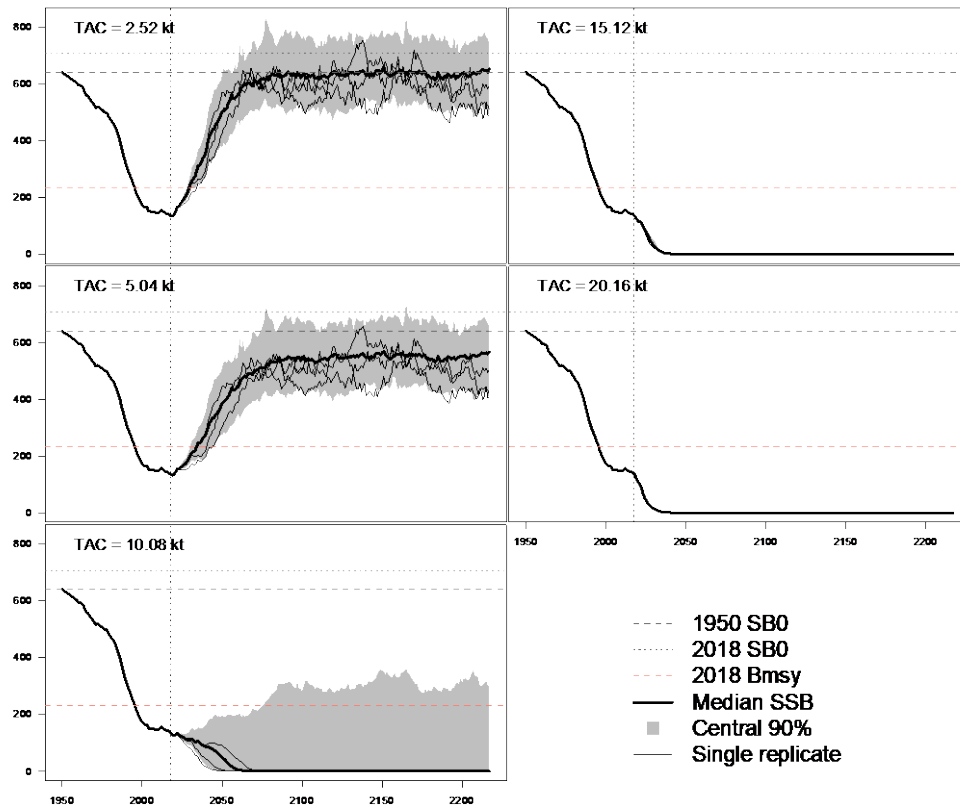 TAC = 2.52 kt
800
600
400
200
0
TAC = 15.12 kt
TAC = 5.04 kt
800
600
400
200
0
TAC = 20.16 kt
1950 2000 2050 2100 2150 2200
TAC = 10.08 kt
800
600
400
200
0
1950 2000 2050 2100 2150 2200
1950 SB0
2018 SB0
2018 Bmsy
Median SSB
Central 90%
Single replicate